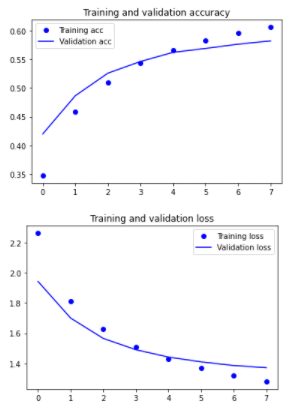 Training and validation accuracy
0.60
0.55
0.50
0.45
0.40
0.35
Training acc
Validation acc
0 1 2 3 4 5 6 7
Training and validation loss
2.2
2.0
1.8
1.6
1.4
Training loss
Validation loss
0 1 2 3 4 5 6 7